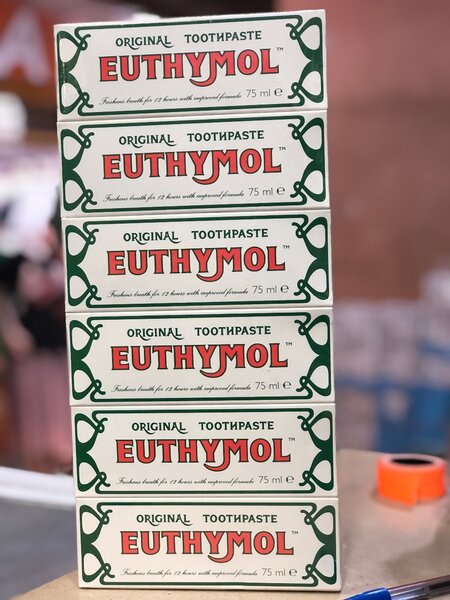 ORIGINAL TOOTHPASTE
EUTHYMOL™
Freshens breath for 12 hours with improved formula 75 ml ℮
ORIGINAL TOOTHPASTE
EUTHYMOL™
Freshens breath for 12 hours with improved formula 75 ml ℮
ORIGINAL TOOTHPASTE
EUTHYMOL™
Freshens breath for 12 hours with improved formula 75 ml ℮
ORIGINAL TOOTHPASTE
EUTHYMOL™
Freshens breath for 12 hours with improved formula 75 ml ℮
ORIGINAL TOOTHPASTE
EUTHYMOL™
Freshens breath for 12 hours with improved formula 75 ml ℮
ORIGINAL TOOTHPASTE
EUTHYMOL™
Freshens breath for 12 hours with improved formula 75 ml ℮